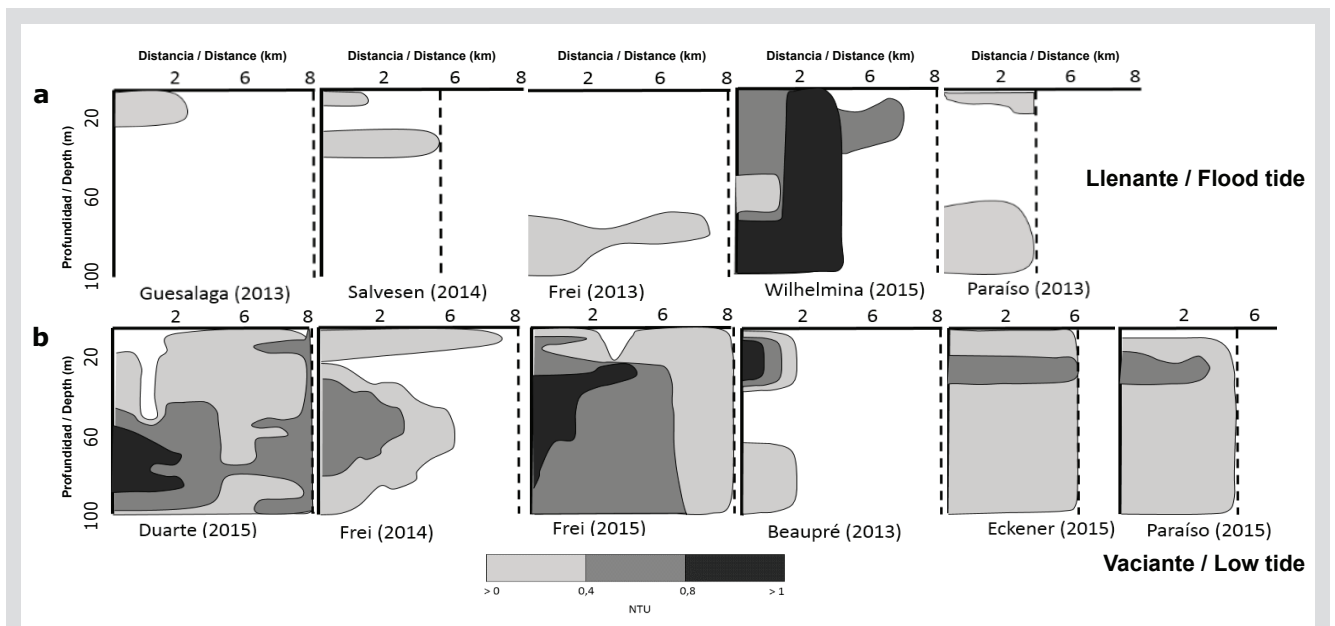 Distancia / Distance (km) Distancia / Distance (km) Distancia / Distance (km) Distancia / Distance (km) Distancia / Distance (km)
2 6 8 2 6 8 2 6 8 2 6 8 2 6 8
a
Profundidad / Depth (m)
20
60
100
Llenante / Flood tide
Guesalaga (2013) Salvesen (2014) Frei (2013) Wilhelmina (2015) Paraíso (2013)
2 6 8 2 6 8 2 6 8 2 6 8 2 6 2 6
b
Profundidad / Depth (m)
20
60
100
Duarte (2015) Frei (2014) Frei (2015) Beaupré (2013) Eckener (2015) Paraíso (2015)
Vaciante / Low tide
> 0 0,4 0,8 > 1
NTU